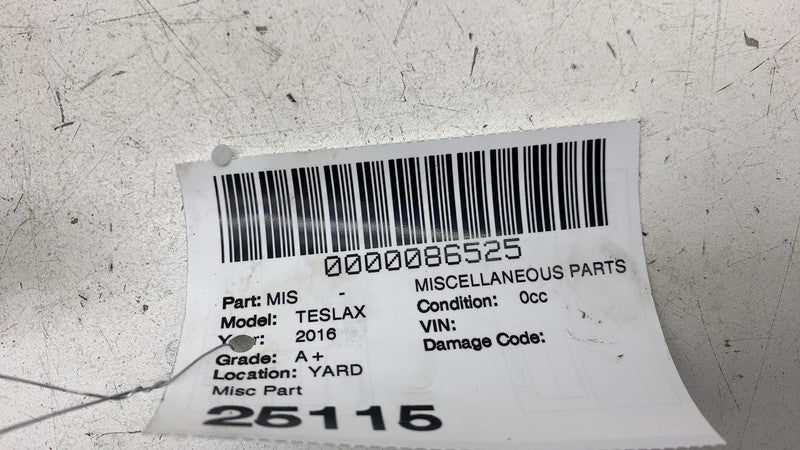 0000086525
MISCELLANEOUS PARTS
Part: MIS -
Condition: 0cc
Model: TESLAX
VIN:
Year: 2016
Damage Code:
Grade: A+
Location: YARD
Misc Part
25115